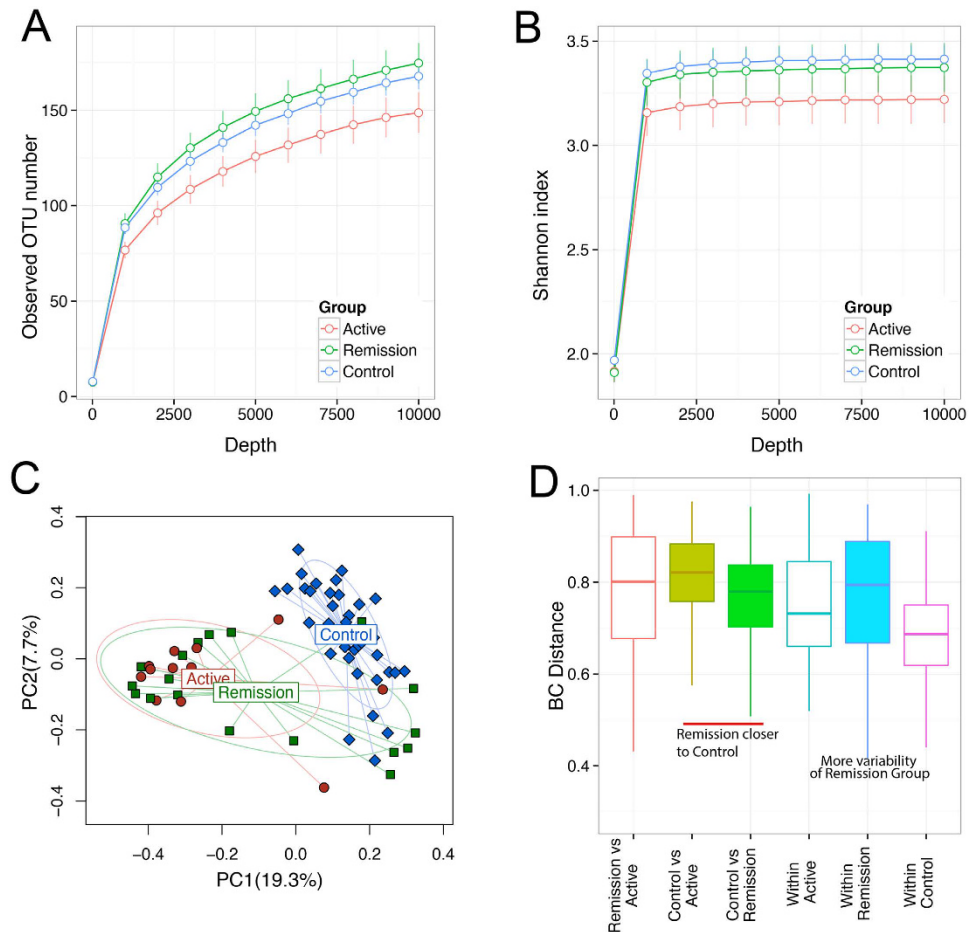 A
Observed OTU number
150
100
50
0
Group
Active
Remission
Control
0 2500 5000 7500 10000
Depth
B
Shannon index
3.5
3.0
2.5
2.0
Group
Active
Remission
Control
0 2500 5000 7500 10000
Depth
C
PC2(7.7%)
0.4
0.2
0.0
−0.2
−0.4
Control
Active
Remission
−0.4 −0.2 0.0 0.2 0.4
PC1(19.3%)
D
BC Distance
1.0
0.8
0.6
0.4
Remission closer
to Control
More variability
of Remission Group
Remission vs
Active
Control vs
Active
Control vs
Remission
Within
Active
Within
Remission
Within
Control